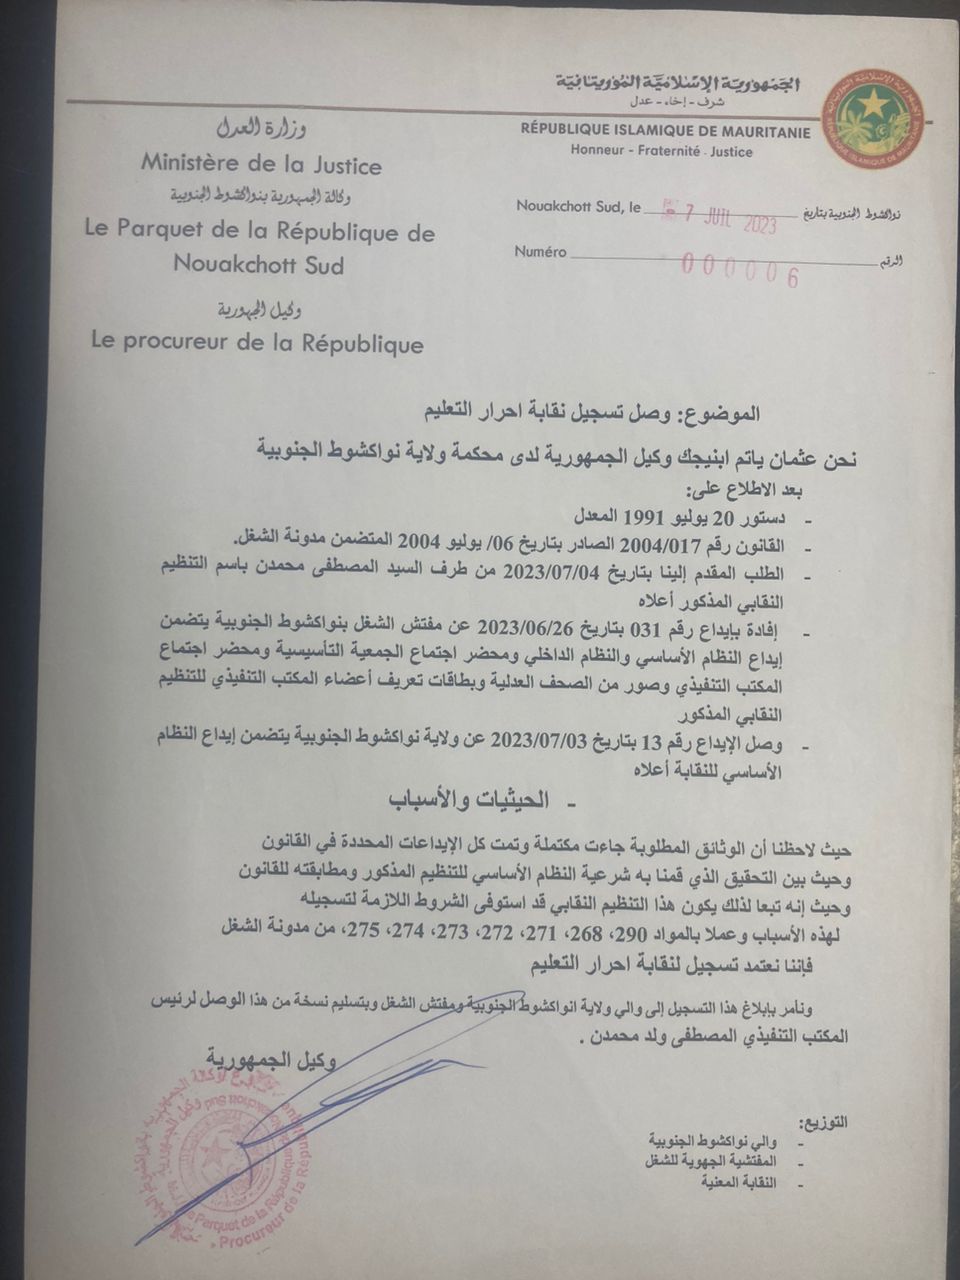 الجمهورية الإسلامية الموريتانية
شرف - إخاء - عدل
RÉPUBLIQUE ISLAMIQUE DE MAURITANIE
Honneur - Fraternité - Justice
وزارة العدل
Ministère de la Justice
وكالة الجمهورية بنواكشوط الجنوبية
Le Parquet de la République de
Nouakchott Sud
وكيل الجمهورية
Le procureur de la République
Nouakchott Sud, le 7 JUIL 2023 نواكشوط الجنوبية بتاريخ
Numéro 000006 الرقم
الموضوع: وصل تسجيل نقابة احرار التعليم
نحن عثمان ياتم ابنيجك وكيل الجمهورية لدى محكمة ولاية نواكشوط الجنوبية
بعد الاطلاع على:
- دستور 20 يوليو 1991 المعدل
- القانون رقم 2004/017 الصادر بتاريخ 06/ يوليو 2004 المتضمن مدونة الشغل.
- الطلب المقدم إلينا بتاريخ 2023/07/04 من طرف السيد المصطفى محمدن باسم التنظيم
النقابي المذكور أعلاه
- إفادة بإيداع رقم 031 بتاريخ 2023/06/26 عن مفتش الشغل بنواكشوط الجنوبية يتضمن
إيداع النظام الأساسي والنظام الداخلي ومحضر اجتماع الجمعية التأسيسية ومحضر اجتماع
المكتب التنفيذي وصور من الصحف العدلية وبطاقات تعريف أعضاء المكتب التنفيذي للتنظيم
النقابي المذكور
- وصل الإيداع رقم 13 بتاريخ 2023/07/03 عن ولاية نواكشوط الجنوبية يتضمن إيداع النظام
الأساسي للنقابة أعلاه
- الحيثيات والأسباب
حيث لاحظنا أن الوثائق المطلوبة جاءت مكتملة وتمت كل الإيداعات المحددة في القانون
وحيث بين التحقيق الذي قمنا به شرعية النظام الأساسي للتنظيم المذكور ومطابقته للقانون
وحيث إنه تبعا لذلك يكون هذا التنظيم النقابي قد استوفى الشروط اللازمة لتسجيله
لهذه الأسباب وعملا بالمواد 290، 268، 271، 272، 273، 274، 275، من مدونة الشغل
فإننا نعتمد تسجيل لنقابة احرار التعليم
ونأمر بإبلاغ هذا التسجيل إلى والي ولاية انواكشوط الجنوبية ومفتش الشغل وبتسليم نسخة من هذا الوصل لرئيس
المكتب التنفيذي المصطفى ولد محمدن .
وكيل الجمهورية
Parquet de la République
Procureur de la République
التوزيع:
- والي نواكشوط الجنوبية
- المفتشية الجهوية للشغل
- النقابة المعنية